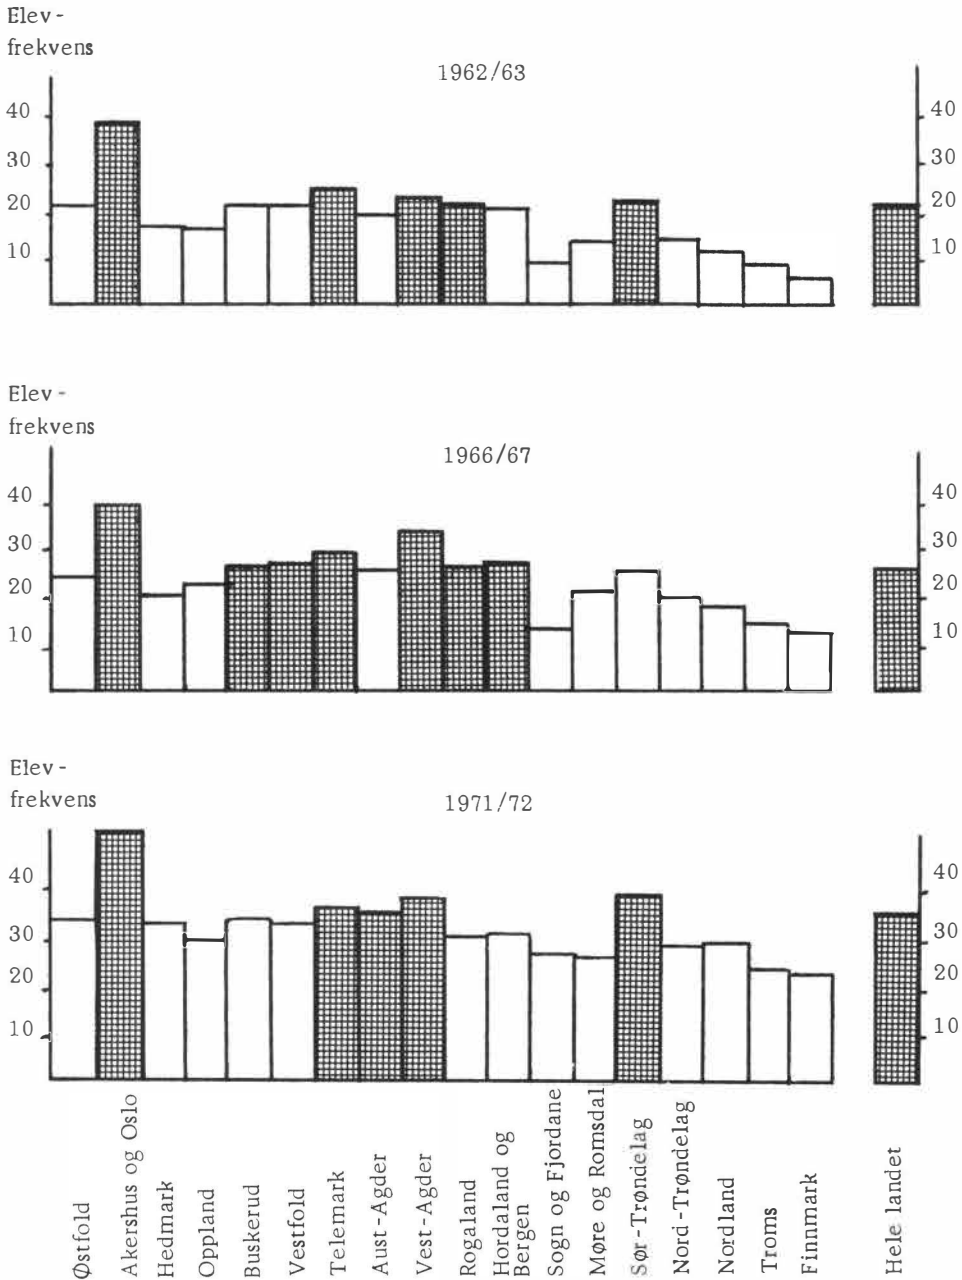 Elev-
frekvens
1962/63
40
30
20
10
40
30
20
10
Elev-
frekvens
1966/67
40
30
20
10
40
30
20
10
Elev-
frekvens
1971/72
40
30
20
10
40
30
20
10
Østfold
Akershus og Oslo
Hedmark
Oppland
Buskerud
Vestfold
Telemark
Aust-Agder
Vest-Agder
Rogaland
Hordaland og
Bergen
Sogn og Fjordane
Møre og Romsdal
Sør-Trøndelag
Nord-Trøndelag
Nordland
Troms
Finnmark
Hele landet